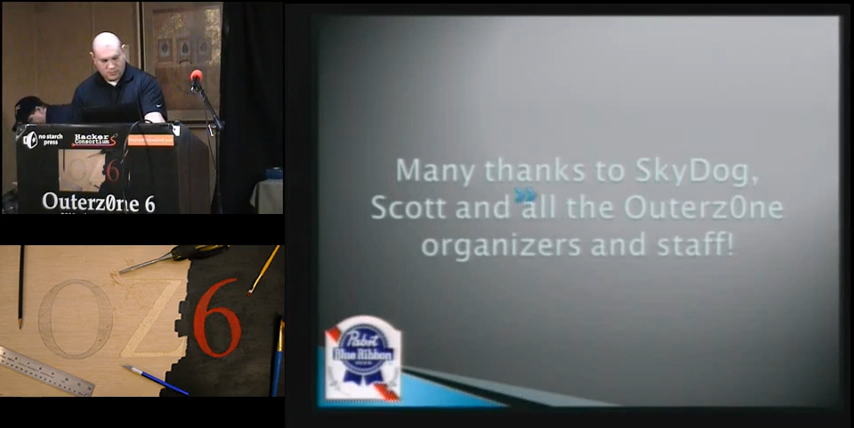 no starch
press
Hacker
Consortium
OZ6
Outerz0ne 6
OZ6
Many thanks to SkyDog,
Scott and all the Outerz0ne
organizers and staff!
Pabst
Blue Ribbon